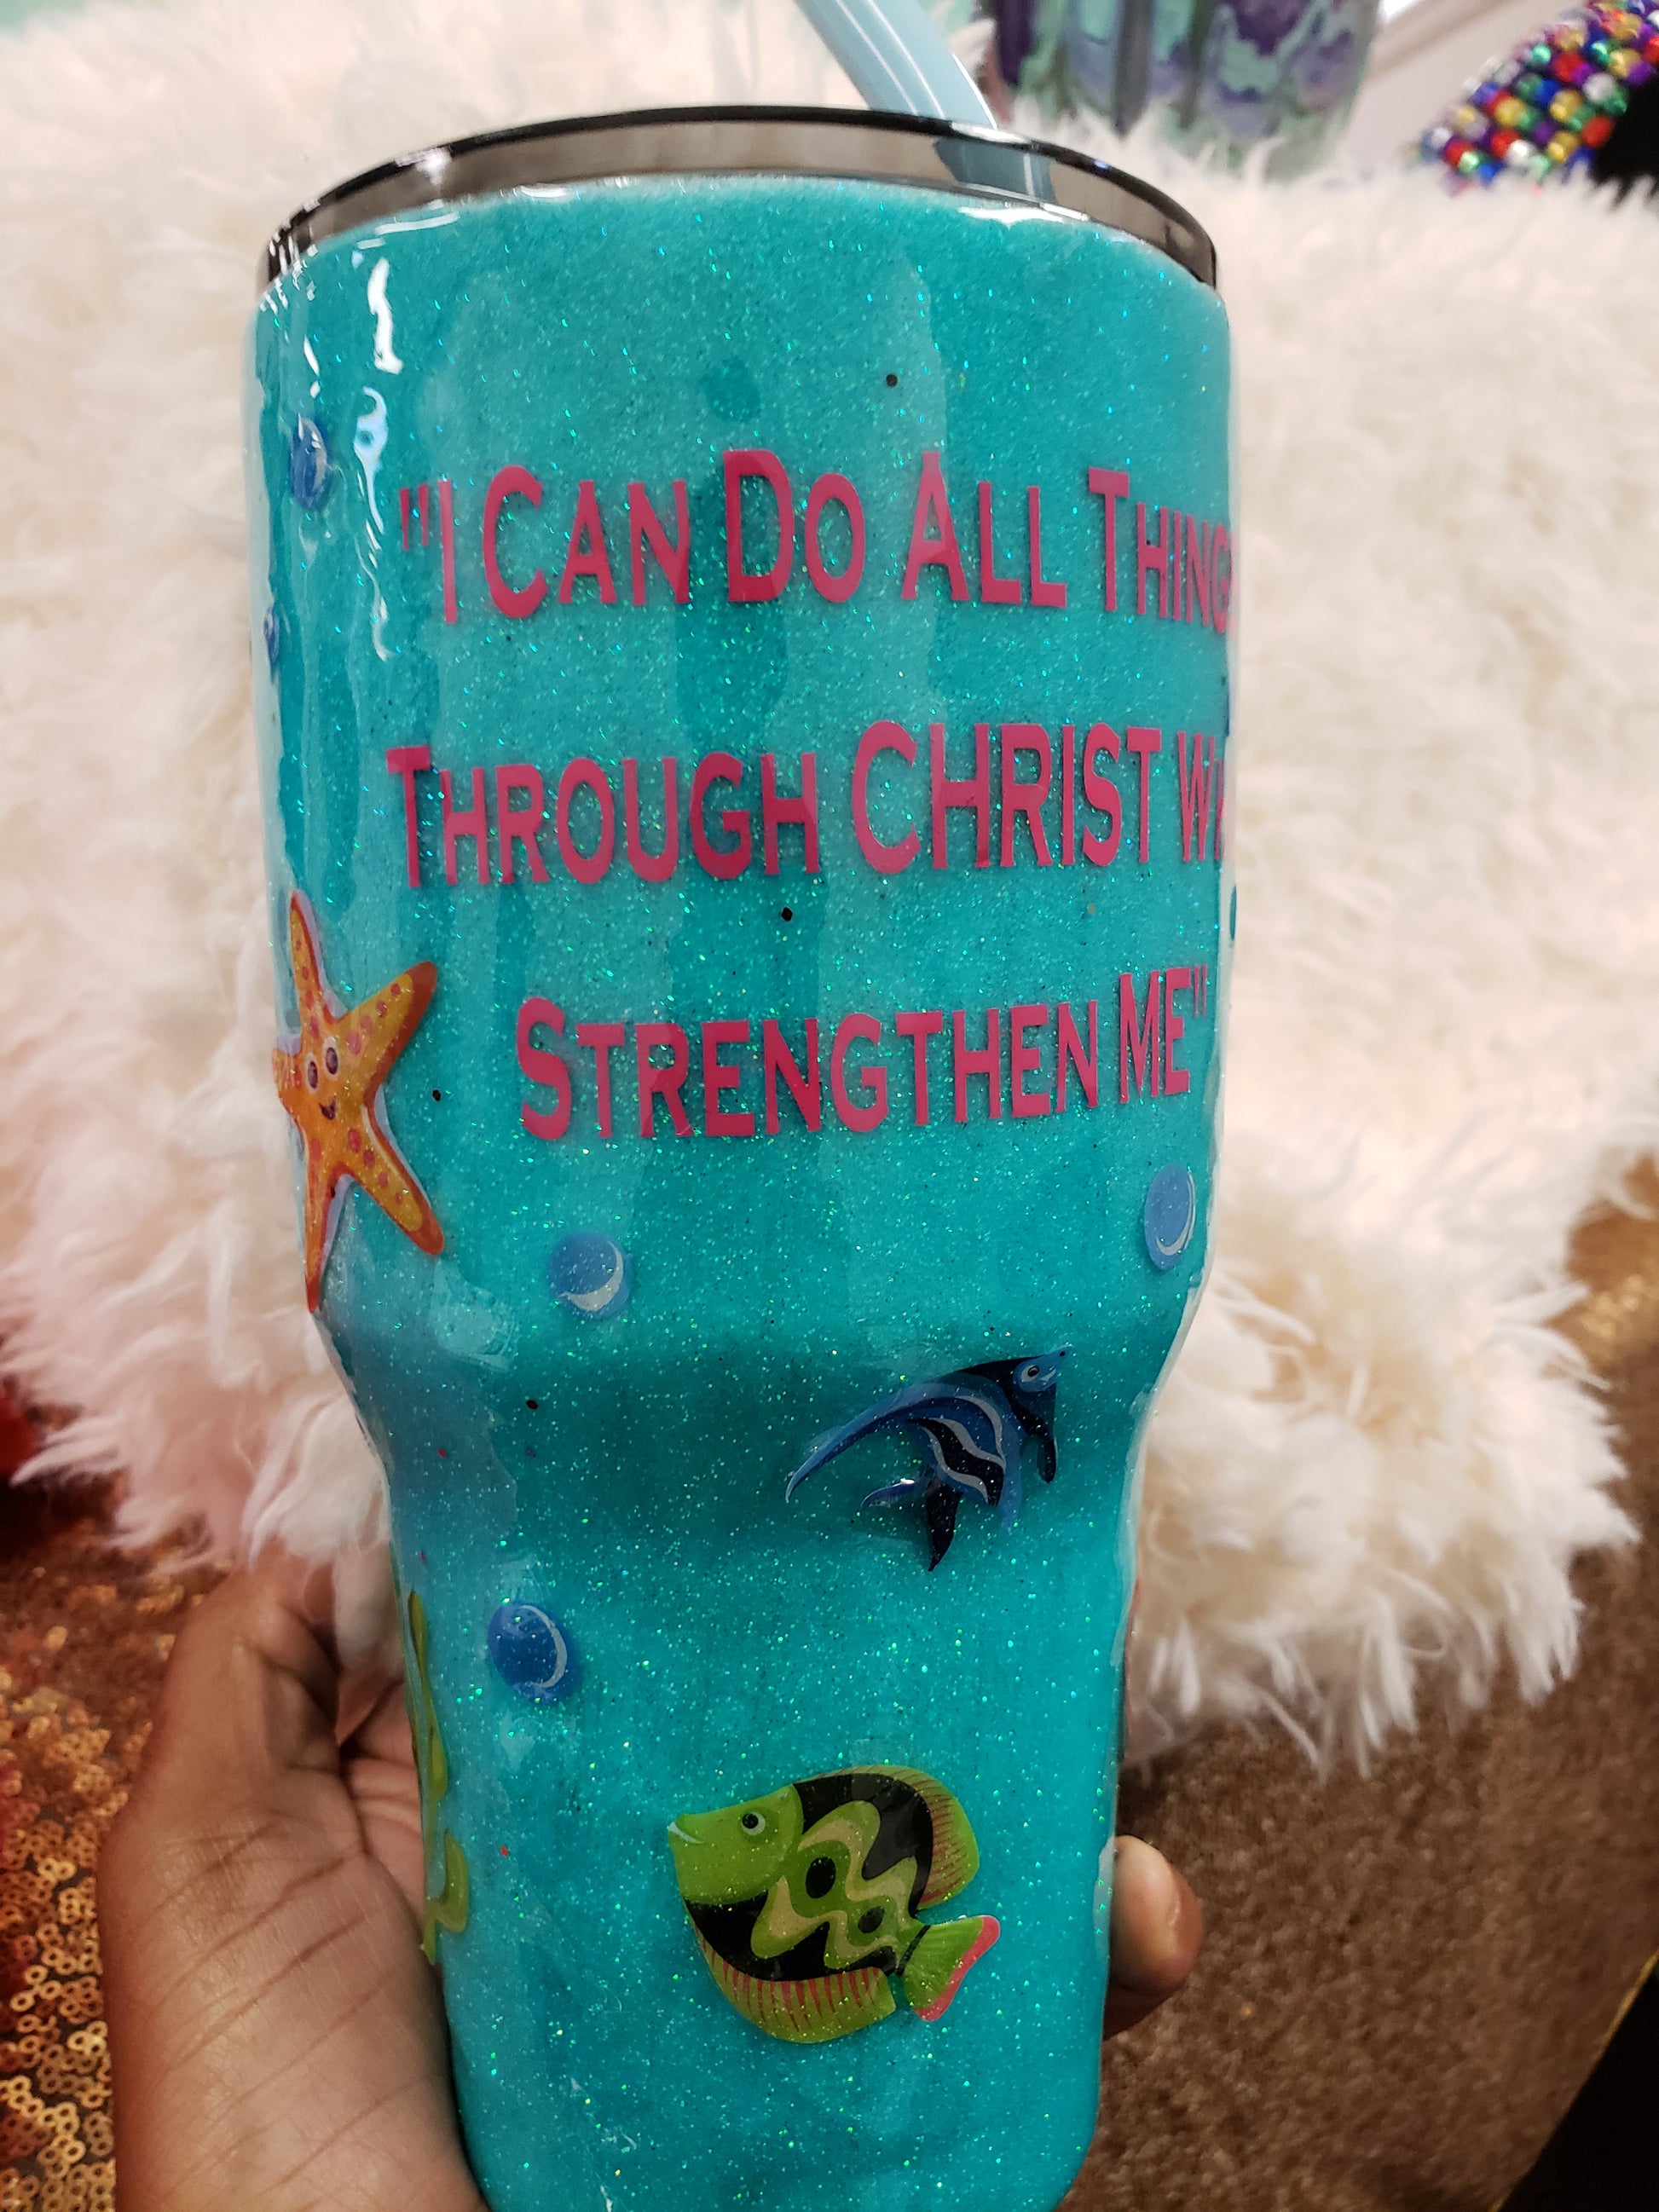 "I CAN DO ALL THING
THROUGH CHRIST
STRENGTHEN ME"